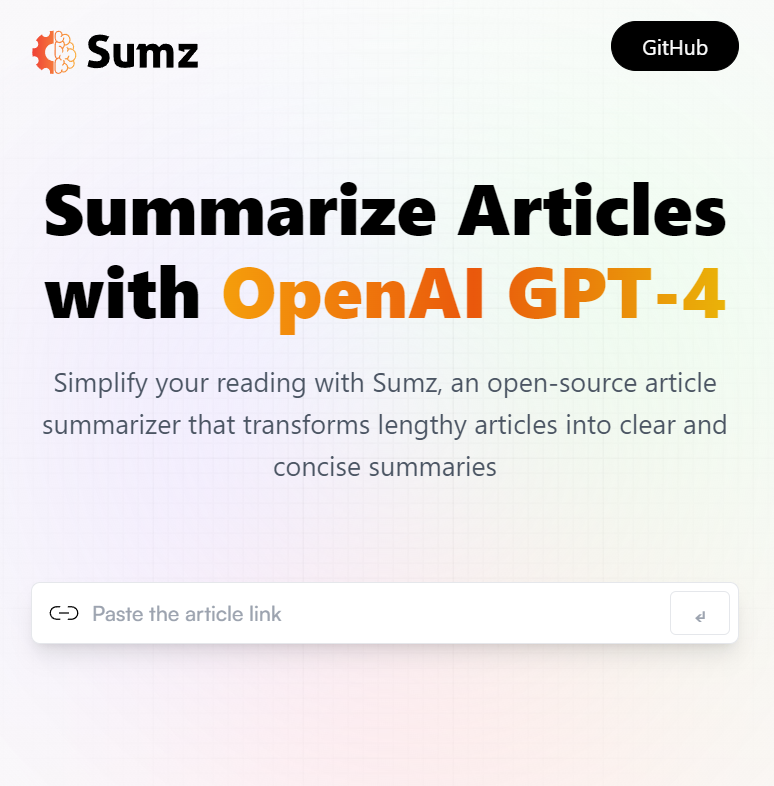 Sumz
GitHub
Summarize Articles
with OpenAI GPT-4
Simplify your reading with Sumz, an open-source article
summarizer that transforms lengthy articles into clear and
concise summaries
Paste the article link
↵